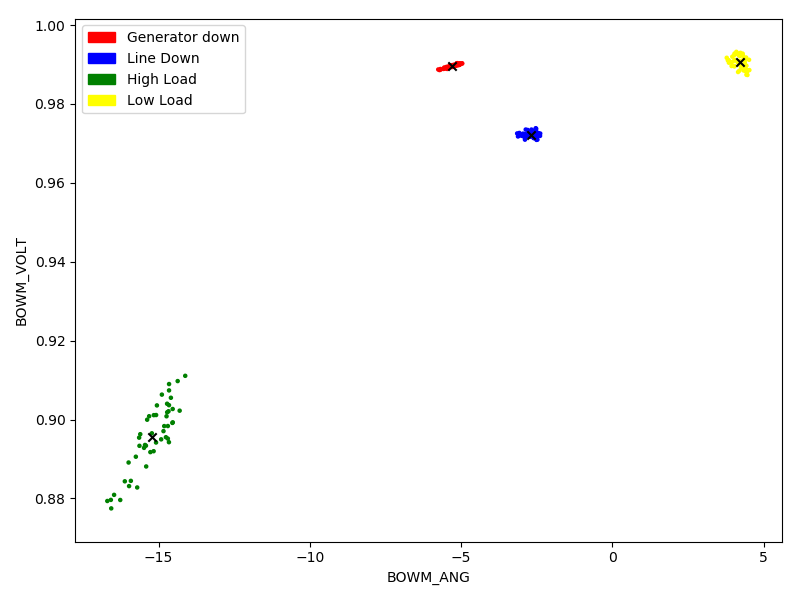 Generator down
Line Down
High Load
Low Load
1.00
0.98
0.96
0.94
0.92
0.90
0.88
BOWM_VOLT
−15
−10
−5
0
5
BOWM_ANG